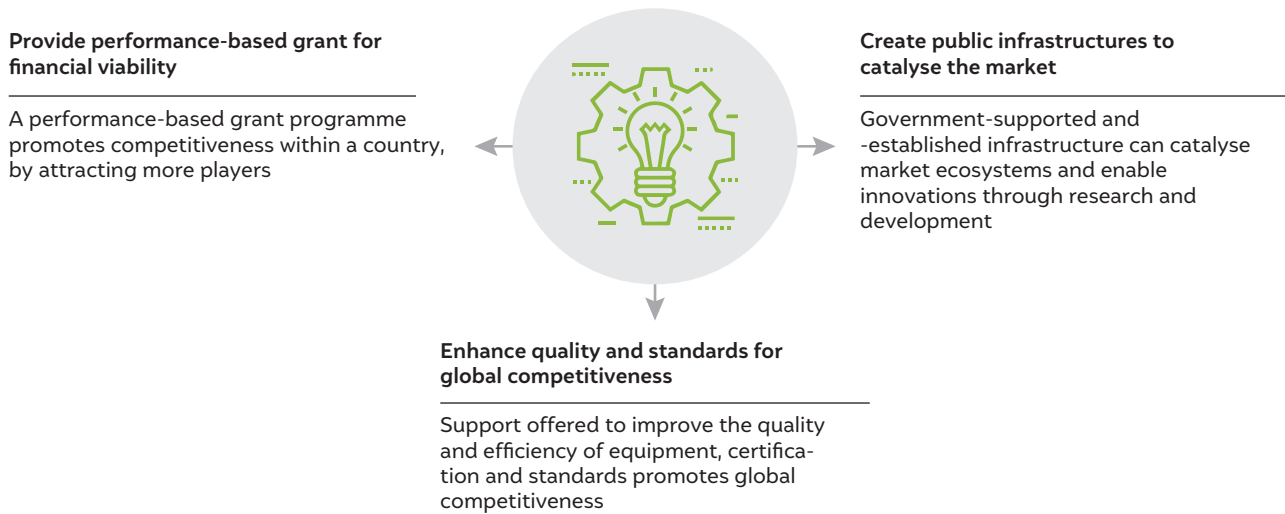 Provide performance-based grant for
financial viability
A performance-based grant programme
promotes competitiveness within a country,
by attracting more players
Create public infrastructures to
catalyse the market
Government-supported and
-established infrastructure can catalyse
market ecosystems and enable
innovations through research and
development
Enhance quality and standards for
global competitiveness
Support offered to improve the quality
and efficiency of equipment, certifica-
tion and standards promotes global
competitiveness